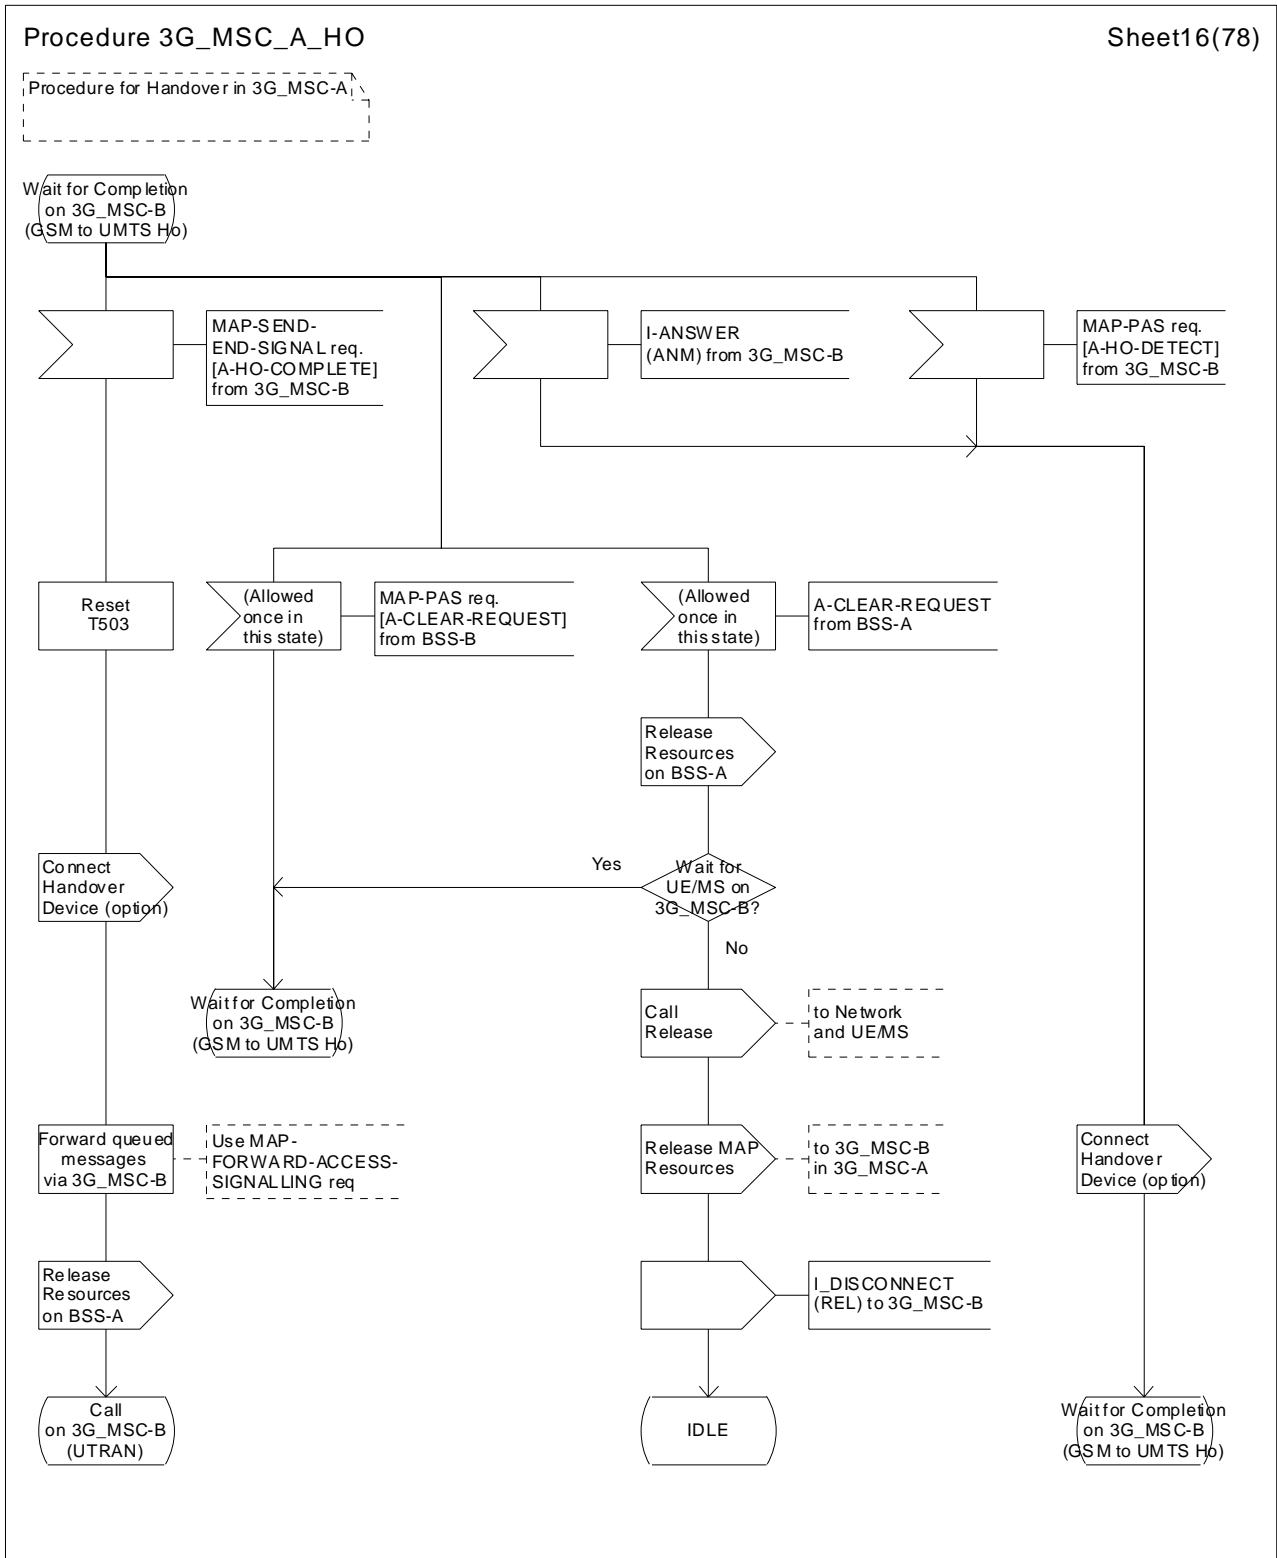 Procedure 3G_MSC_A_HO
Sheet16(78)
Procedure for Handover in 3G_MSC-A
Wait for Completion
on 3G_MSC-B
(GSM to UMTS Ho)
MAP-SEND-
END-SIGNAL req.
[A-HO-COMPLETE]
from 3G_MSC-B
I-ANSWER
(ANM) from 3G_MSC-B
MAP-PAS req.
[A-HO-DETECT]
from 3G_MSC-B
Reset
T503
(Allowed
once in
this state)
MAP-PAS req.
[A-CLEAR-REQUEST]
from BSS-B
(Allowed
once in
this state)
A-CLEAR-REQUEST
from BSS-A
Release
Resources
on BSS-A
Connect
Handover
Device (option)
Yes
Wait for
UE/MS on
3G_MSC-B?
No
Wait for Completion
on 3G_MSC-B
(GSM to UMTS Ho)
Call
Release
to Network
and UE/MS
Forward queued
messages
via 3G_MSC-B
Use MAP-
FORWARD-ACCESS-
SIGNALLING req
Release MAP
Resources
to 3G_MSC-B
in 3G_MSC-A
Connect
Handover
Device (option)
Release
Resources
on BSS-A
I_DISCONNECT
(REL) to 3G_MSC-B
Call
on 3G_MSC-B
(UTRAN)
IDLE
Wait for Completion
on 3G_MSC-B
(GSM to UMTS Ho)